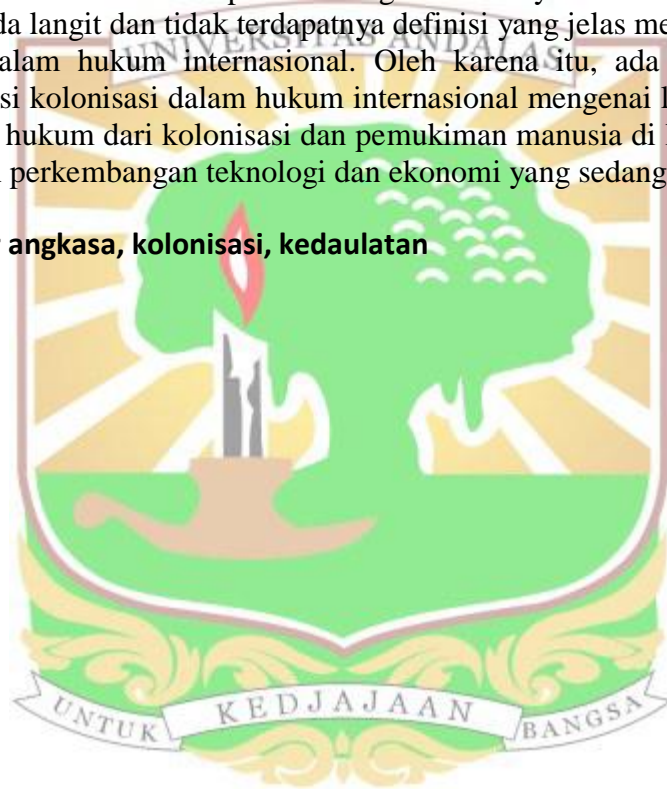 da langit dan tidak terdapatnya definisi yang jelas me
UNIVERSITAS ANDALAS
alam hukum internasional. Oleh karena itu, ada
si kolonisasi dalam hukum internasional mengenai
hukum dari kolonisasi dan pemukiman manusia di
perkembangan teknologi dan ekonomi yang sedang
angkasa, kolonisasi, kedaulatan
UNTUK KEDJAJAAN BANGSA